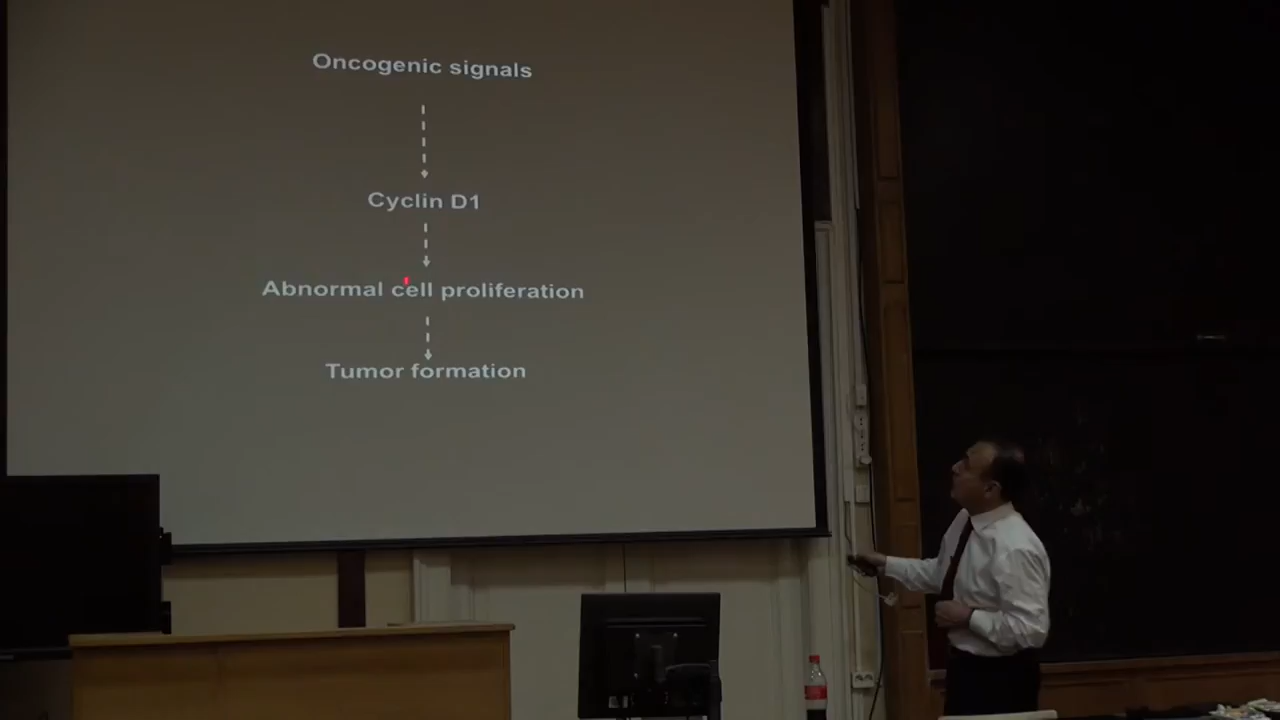 Oncogenic signals
Cyclin D1
Abnormal cell proliferation
Tumor formation